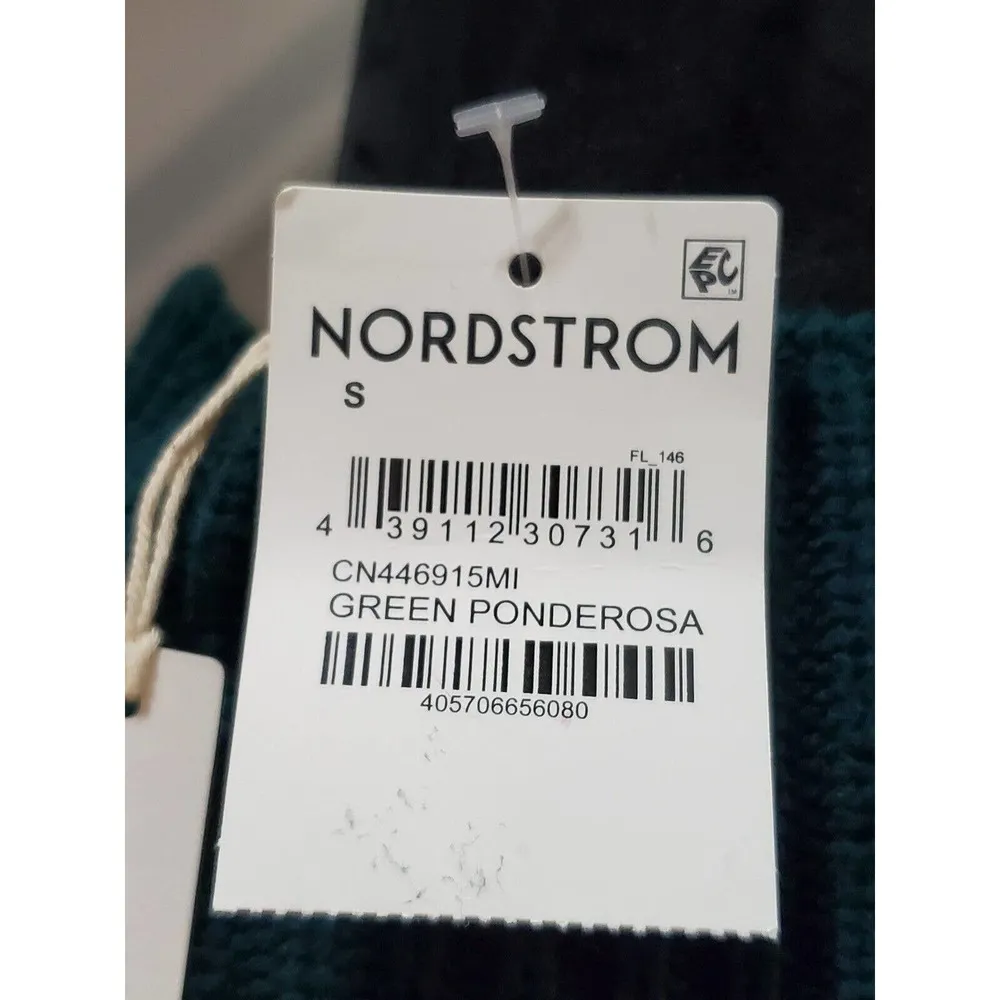 EPC
NORDSTROM
S
FL_146
4 39112 30731 6
CN446915MI
GREEN PONDEROSA
405706656080